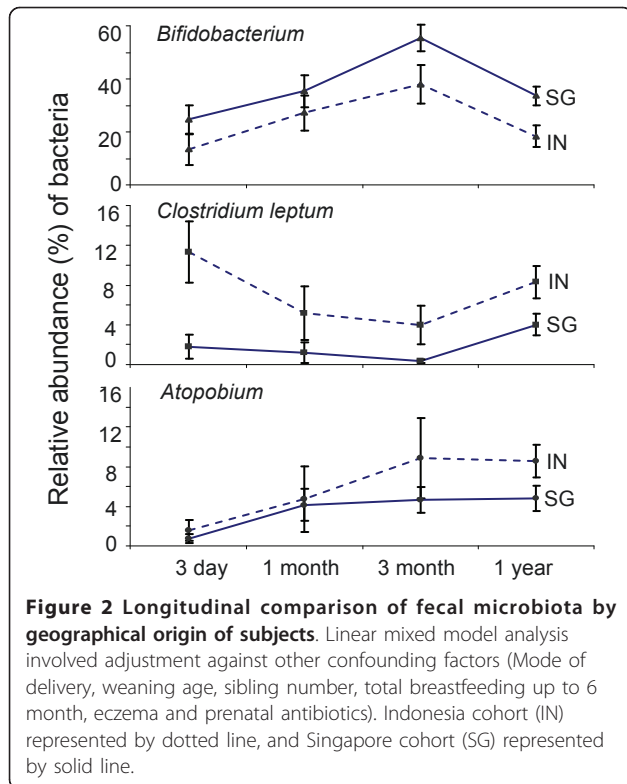 Relative abundance (%) of bacteria
Bifidobacterium
60
40
20
0
SG
IN
Clostridium leptum
16
12
8
4
0
IN
SG
Atopobium
16
12
8
4
0
IN
SG
3 day 1 month 3 month 1 year
Figure 2 Longitudinal comparison of fecal microbiota by
geographical origin of subjects. Linear mixed model analysis
involved adjustment against other confounding factors (Mode of
delivery, weaning age, sibling number, total breastfeeding up to 6
month, eczema and prenatal antibiotics). Indonesia cohort (IN)
represented by dotted line, and Singapore cohort (SG) represented
by solid line.